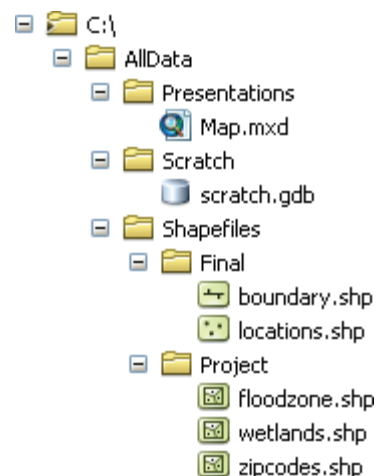 C:\
AllData
Presentations
Map.mxd
Scratch
scratch.gdb
Shapefiles
Final
boundary.shp
locations.shp
Project
floodzone.shp
wetlands.shp
zipcodes.shp